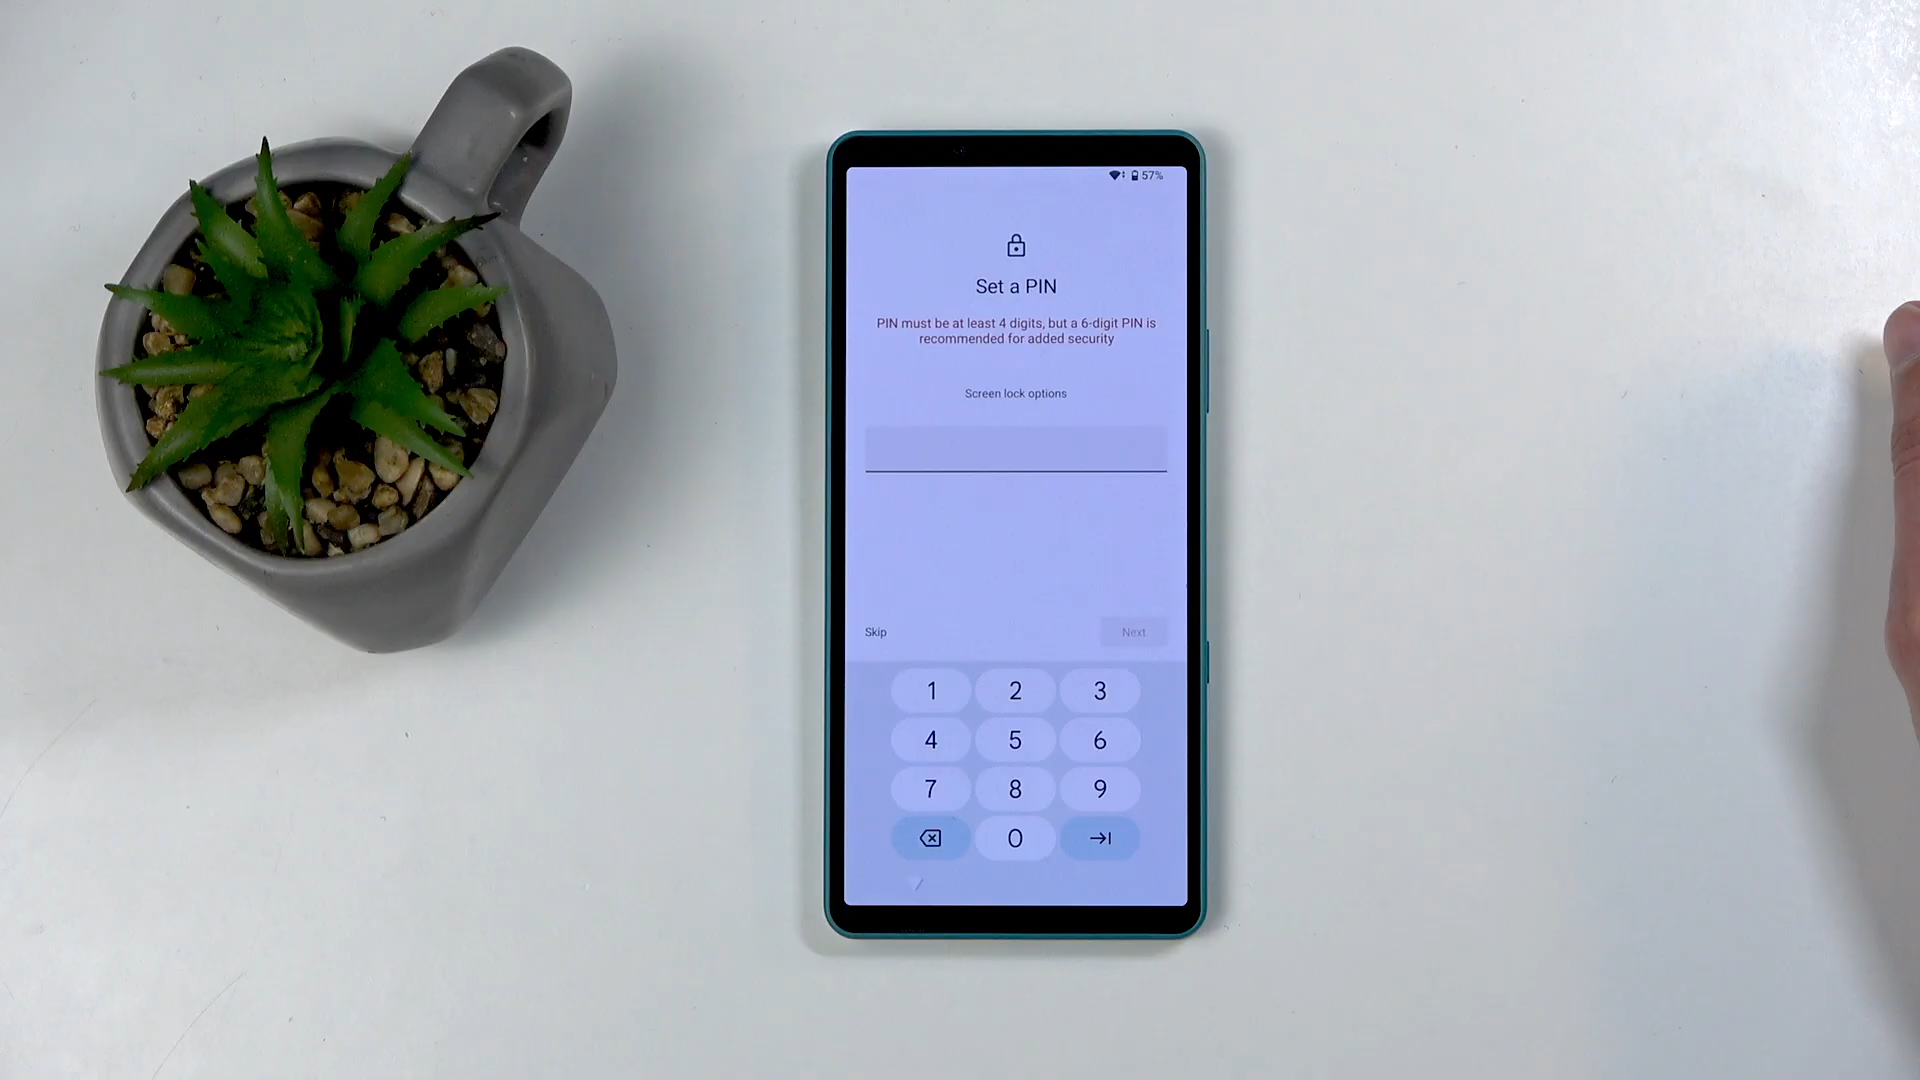 57%
Set a PIN
PIN must be at least 4 digits, but a 6-digit PIN is
recommended for added security
Screen lock options
Skip
Next
1 2 3
4 5 6
7 8 9
0